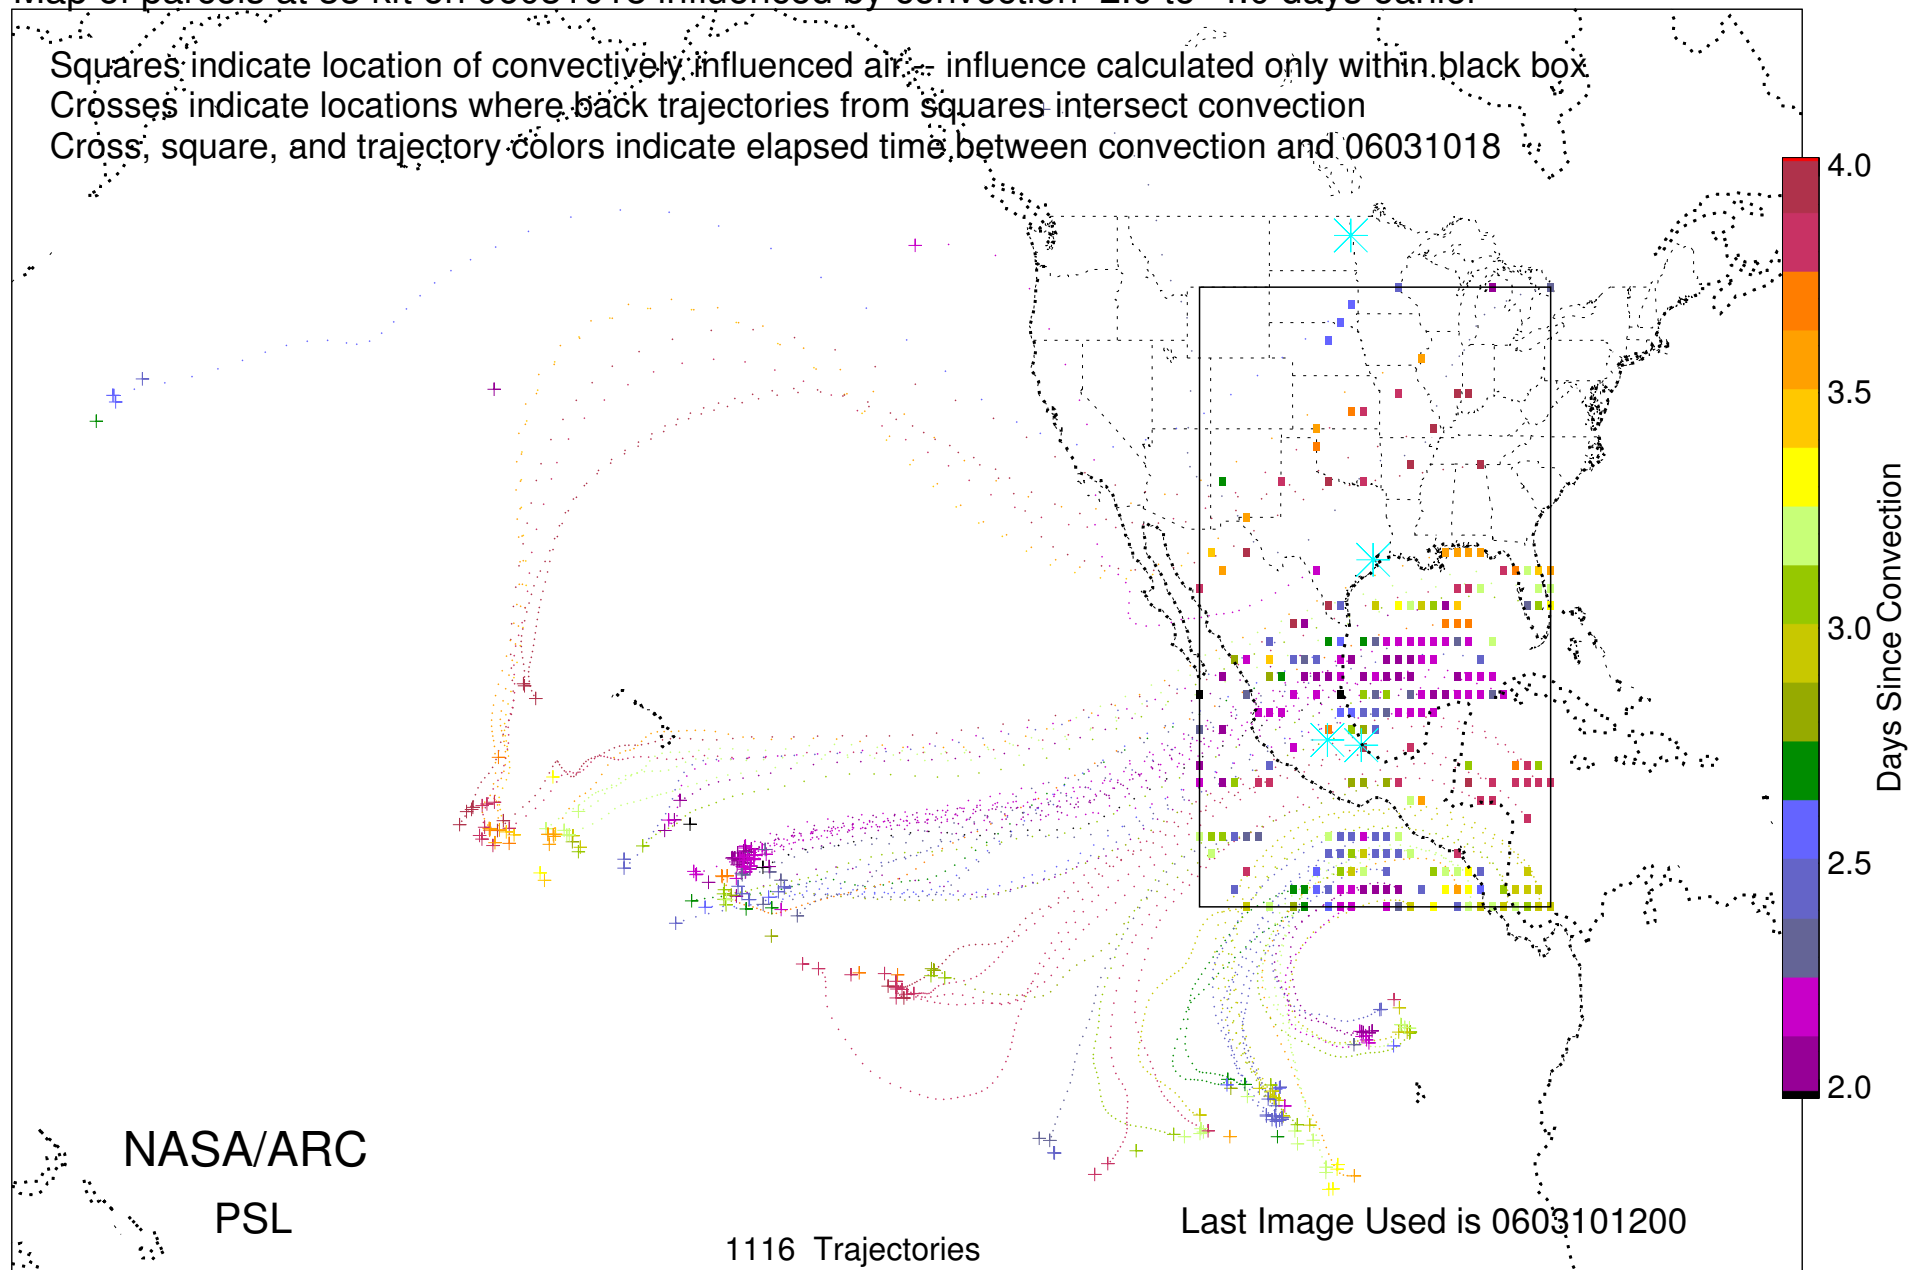 Squares indicate location of convectively influenced air -- influence calculated only within black box
Crosses indicate locations where back trajectories from squares intersect convection
Cross, square, and trajectory colors indicate elapsed time between convection and 06031018
4.0
3.5
3.0
2.5
2.0
Days Since Convection
NASA/ARC
PSL
Last Image Used is 0603101200
1116 Trajectories